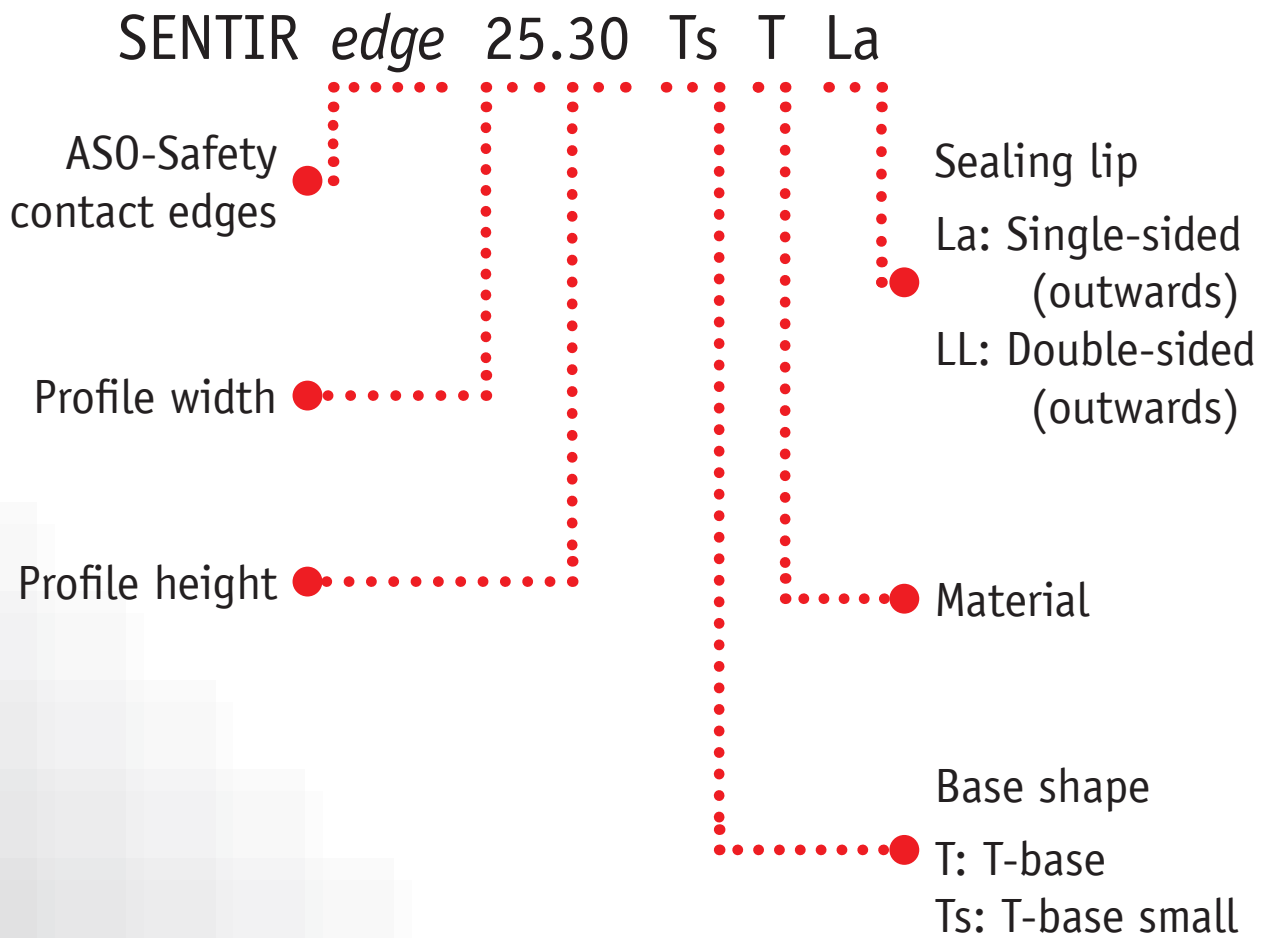 SENTIR edge 25.30 Ts T La
ASO-Safety
contact edges
Profile width
Profile height
Sealing lip
La: Single-sided
(outwards)
LL: Double-sided
(outwards)
Material
Base shape
T: T-base
Ts: T-base small